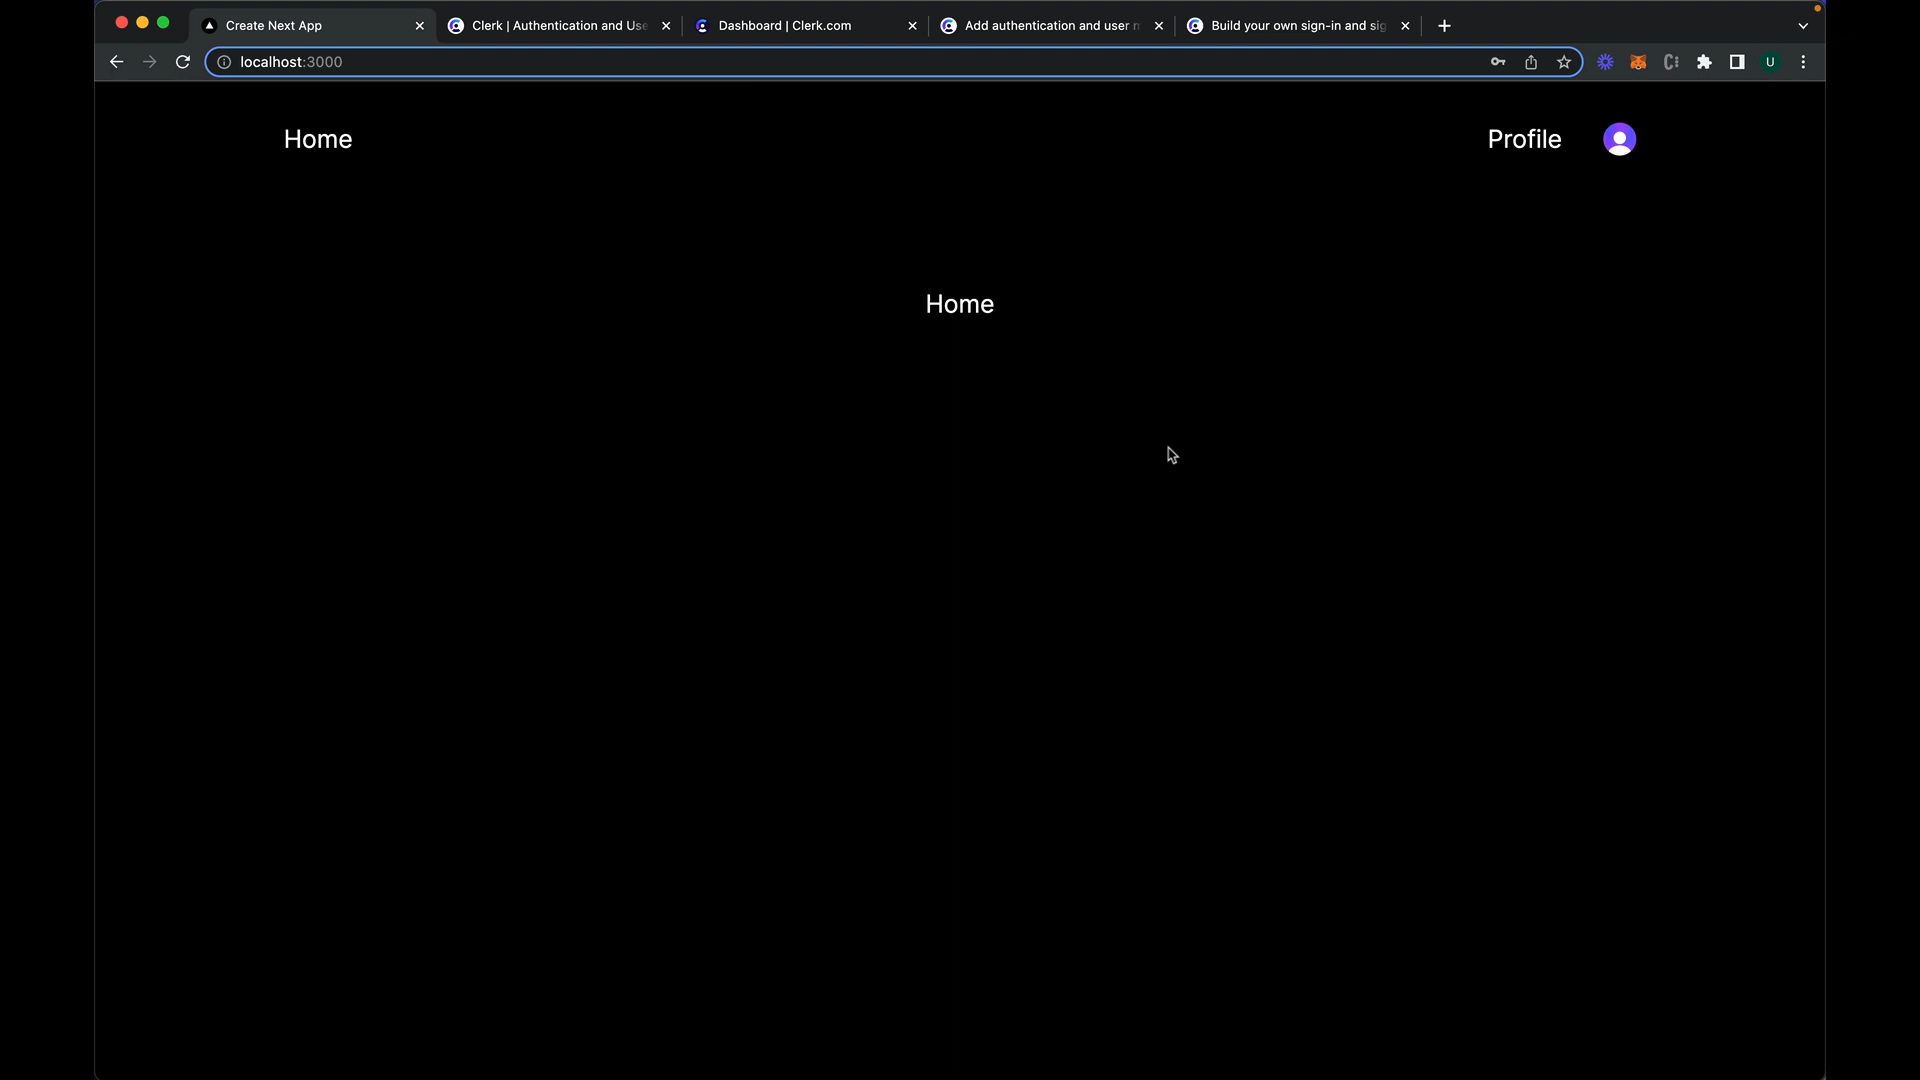 Create Next App
Clerk | Authentication and Use
Dashboard | Clerk.com
Add authentication and user
Build your own sign-in and sig
localhost:3000
U
Home
Profile
Home